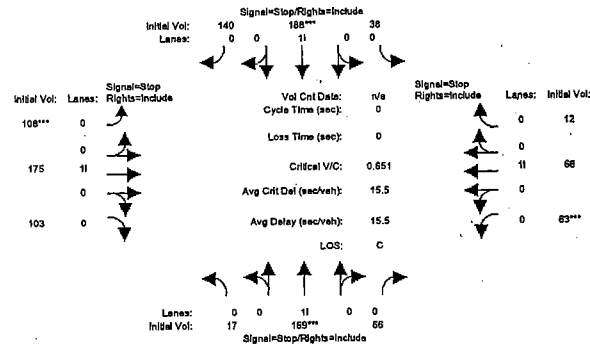 Signal=Stop/Rights=Include
Initial Vol: 140 188*** 38
Lanes: 0 0 1! 0 0
Signal=Stop
Initial Vol: Lanes: Rights=Include
Vol Cnt Date: n/a
Signal=Stop
Rights=Include Lanes: Initial Vol:
Cycle Time (sec): 0
108*** 0
0 12
0
Loss Time (sec): 0
0
175 1!
Critical V/C: 0.651
1! 66
0
Avg Crit Del (sec/veh): 15.5
0
103 0
Avg Delay (sec/veh): 15.5
0 63***
LOS: C
Lanes: 0 0 1! 0 0
Initial Vol: 17 169*** 56
Signal=Stop/Rights=Include